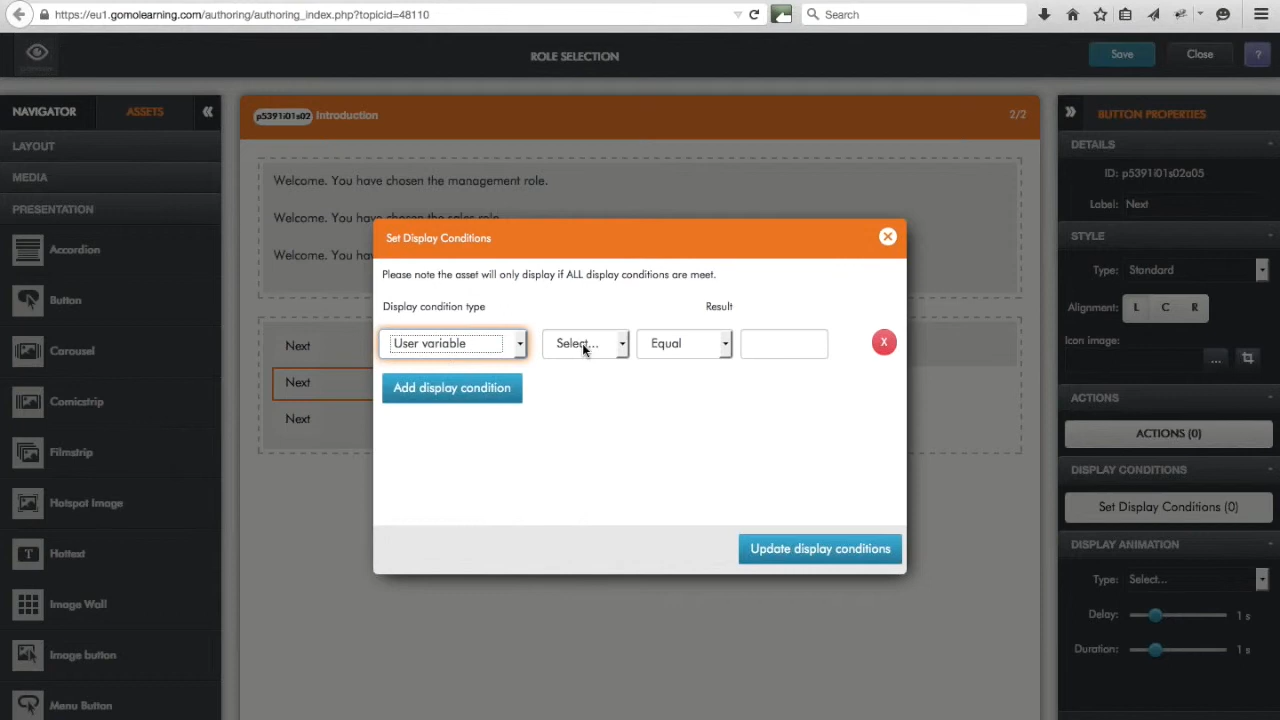 https://eu1.gomolearning.com/authoring/authoring_index.php?topicid=48110
Search
ROLE SELECTION
Save
Close
?
NAVIGATOR
ASSETS
LAYOUT
MEDIA
PRESENTATION
Accordion
Button
Carousel
Comicstrip
Filmstrip
Hotspot Image
Hottext
Image Wall
Image button
Menu Button
p5391i01s02 Introduction
2/2
Welcome. You have chosen the management role.
Welcome. You have chosen the sales role.
Welcome. You ha
Next
Next
Next
Set Display Conditions
Please note the asset will only display if ALL display conditions are meet.
Display condition type
Result
User variable
Select...
Equal
X
Add display condition
Update display conditions
BUTTON PROPERTIES
DETAILS
ID: p5391i01s02a05
Label: Next
STYLE
Type: Standard
Alignment: L C R
Icon image:
...
ACTIONS
ACTIONS (0)
DISPLAY CONDITIONS
Set Display Conditions (0)
DISPLAY ANIMATION
Type: Select...
Delay: 1 s
Duration: 1 s